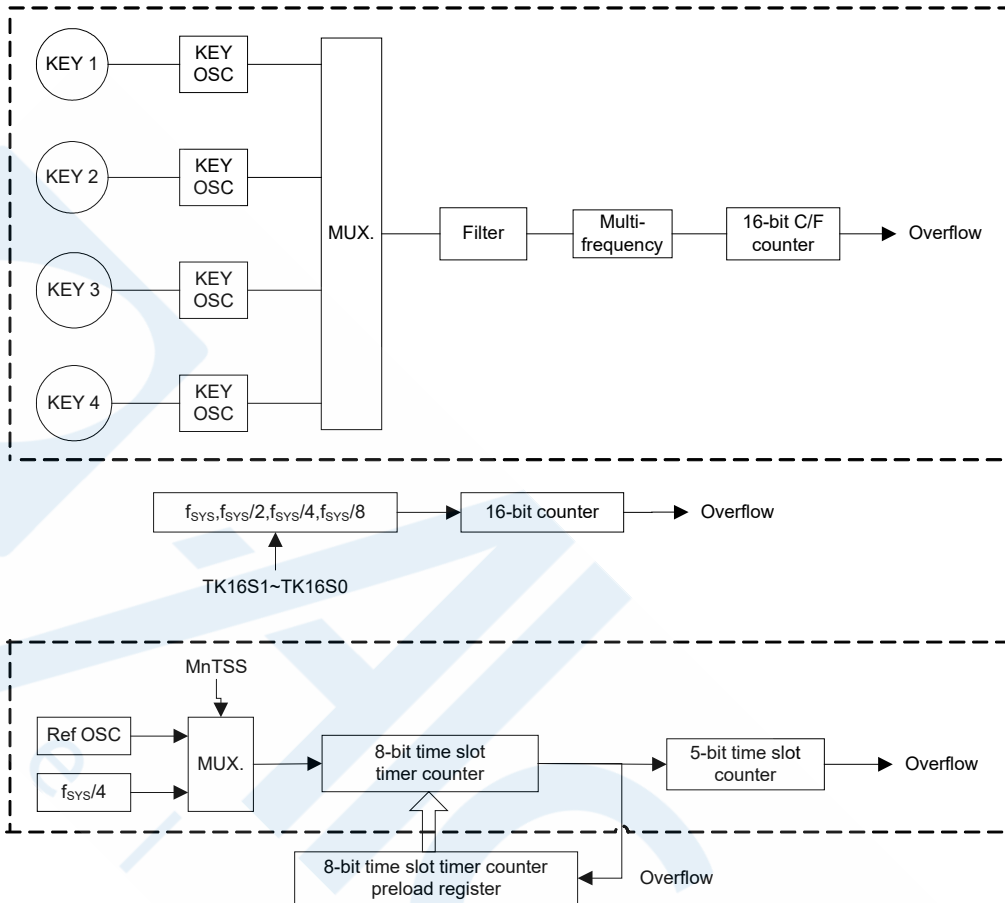 KEY 1
KEY
OSC
KEY 2
KEY
OSC
MUX.
Filter
Multi-
frequency
16-bit C/F
counter
Overflow
KEY 3
KEY
OSC
KEY 4
KEY
OSC
fSYS,fSYS/2,fSYS/4,fSYS/8
16-bit counter
Overflow
TK16S1~TK16S0
MnTSS
Ref OSC
fSYS/4
MUX.
8-bit time slot
timer counter
5-bit time slot
counter
Overflow
8-bit time slot timer counter
preload register
Overflow